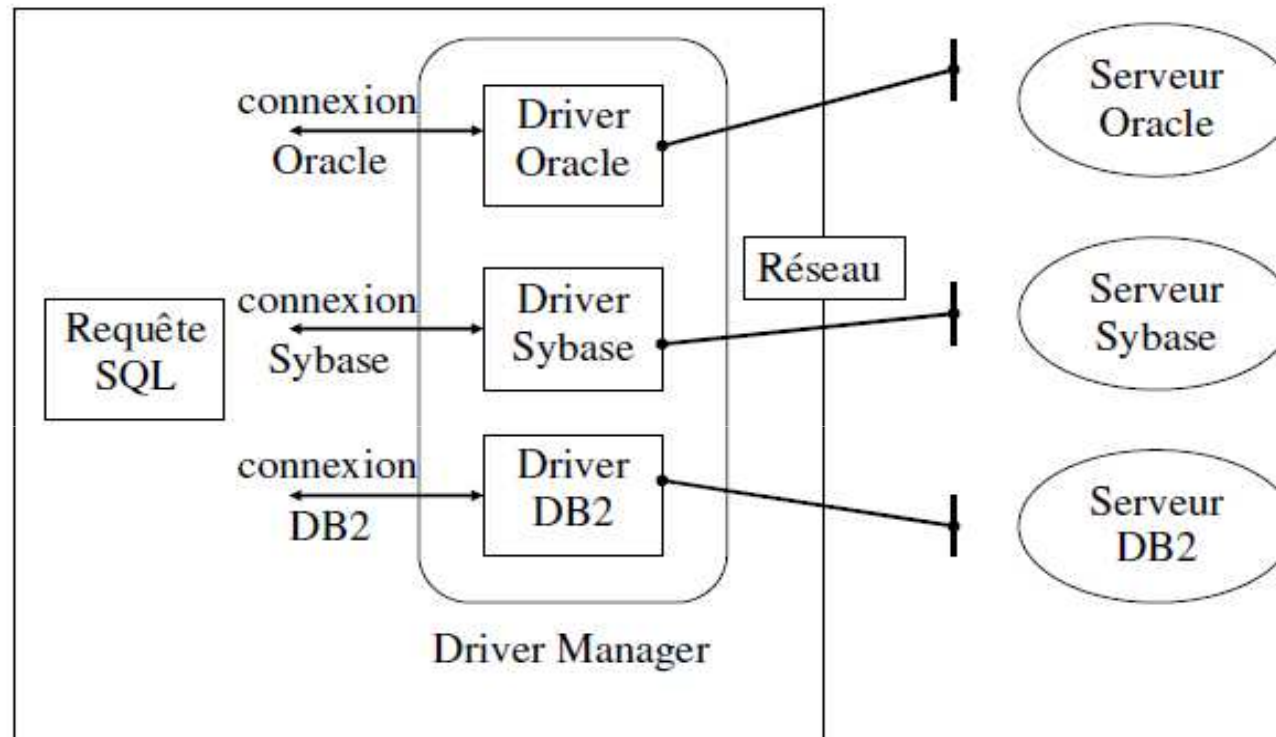 connexion
Oracle
Driver
Oracle
Serveur
Oracle
Réseau
Requête
SQL
connexion
Sybase
Driver
Sybase
Serveur
Sybase
connexion
DB2
Driver
DB2
Serveur
DB2
Driver Manager